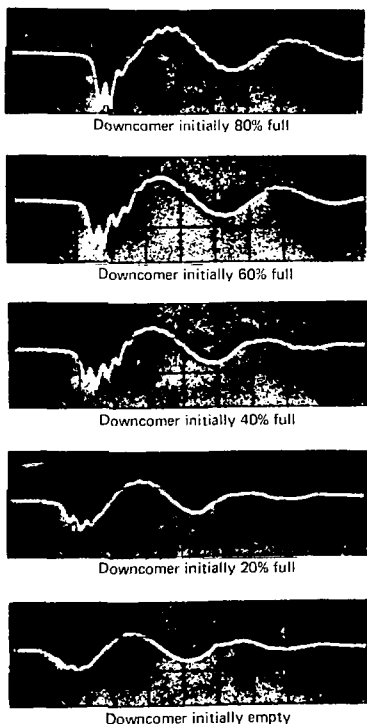 Downcomer initially 80% full
Downcomer initially 60% full
Downcomer initially 40% full
Downcomer initially 20% full
Downcomer initially empty